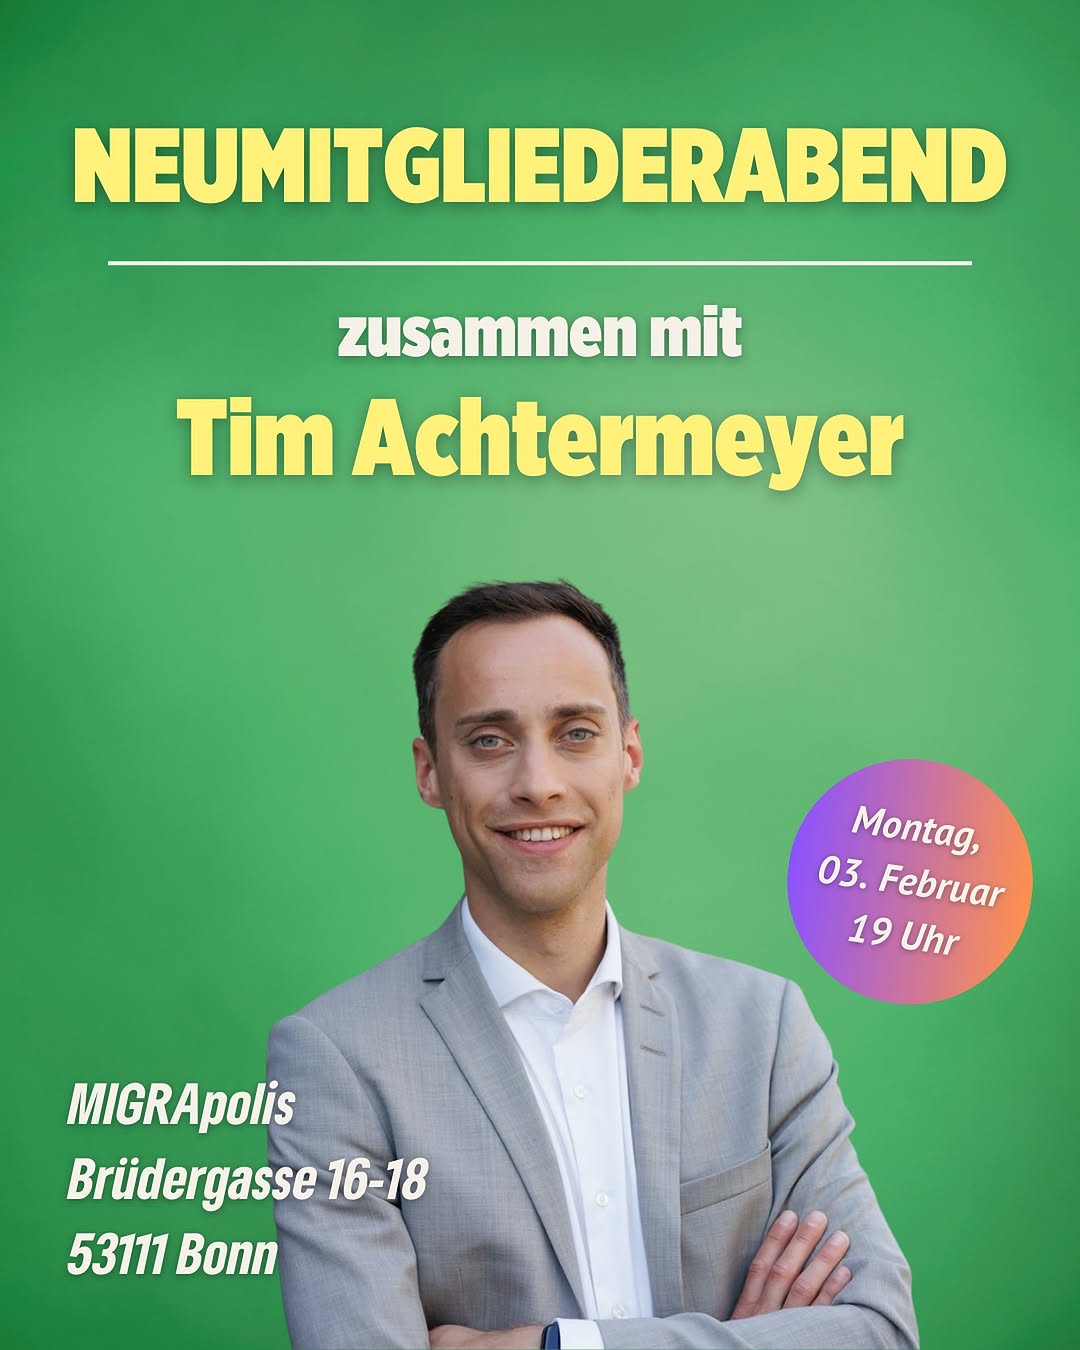 NEUMITGLIEDERABEND
zusammen mit
Tim Achtermeyer
Montag,
03. Februar
19 Uhr
MIGRApolis
Brüdergasse 16-18
53111 Bonn